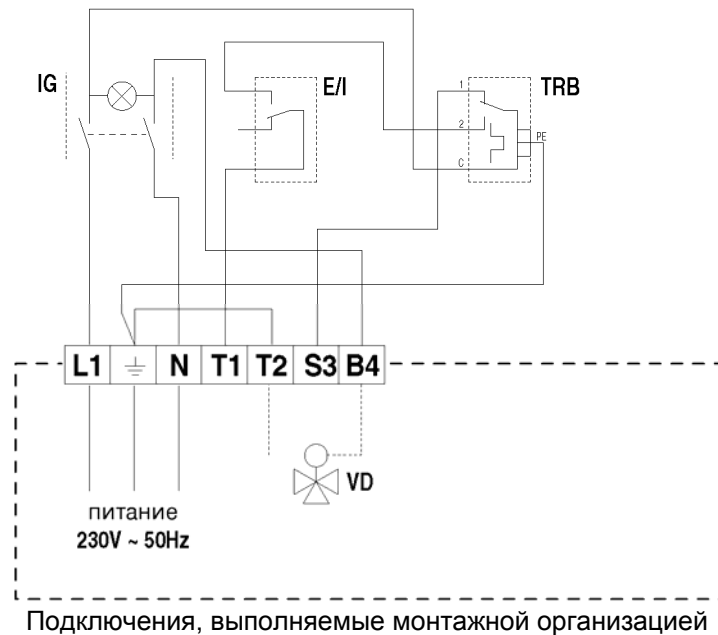 IG
E/I
TRB
1
2
C
PE
L1 N T1 T2 S3 B4
VD
питание
230V ~ 50Hz
Подключения, выполняемые монтажной организацией